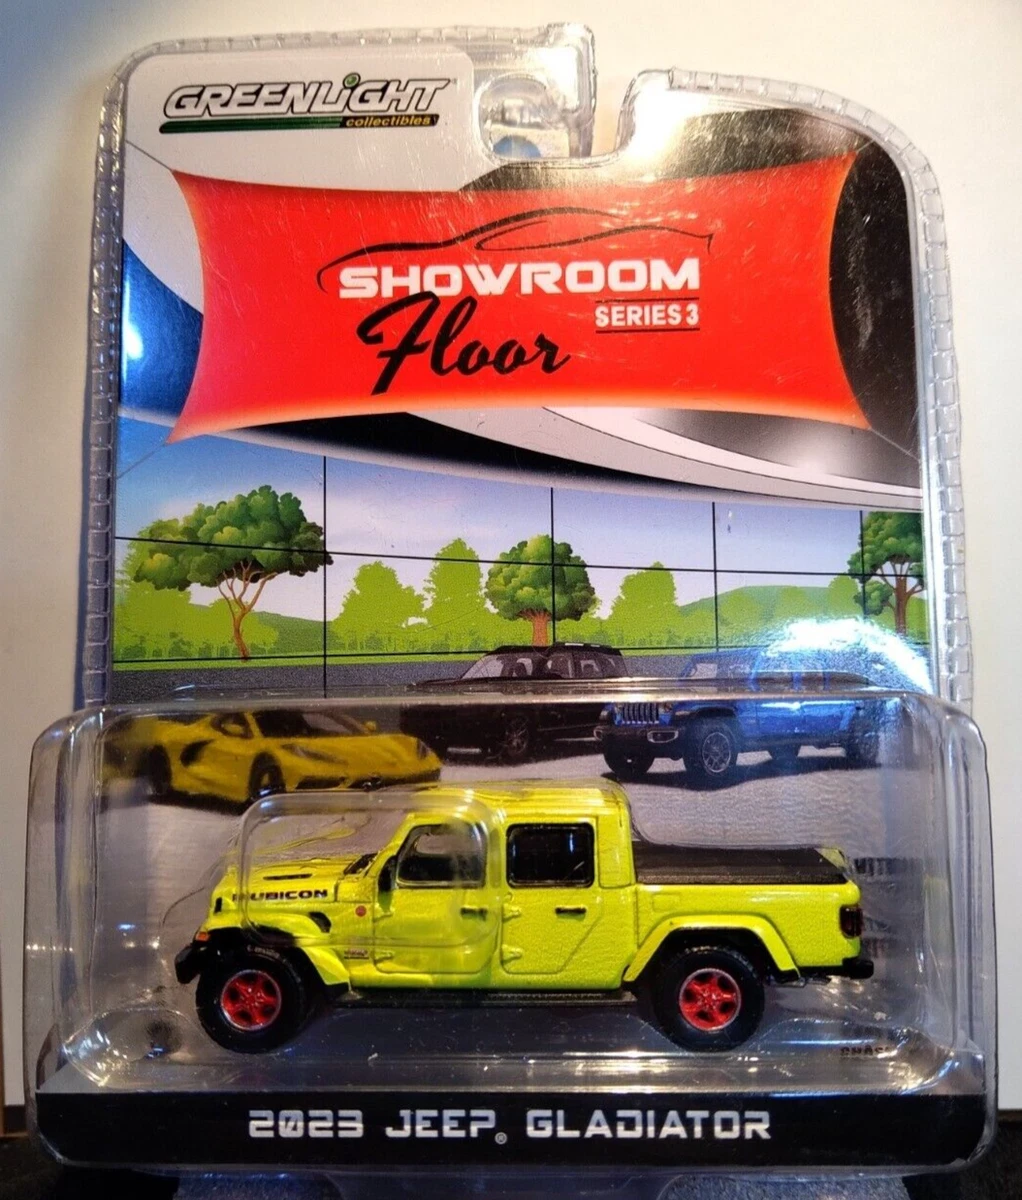 GREENLIGHT
collectibles
SHOWROOM
Floor
SERIES 3
RUBICON
2023 JEEP® GLADIATOR